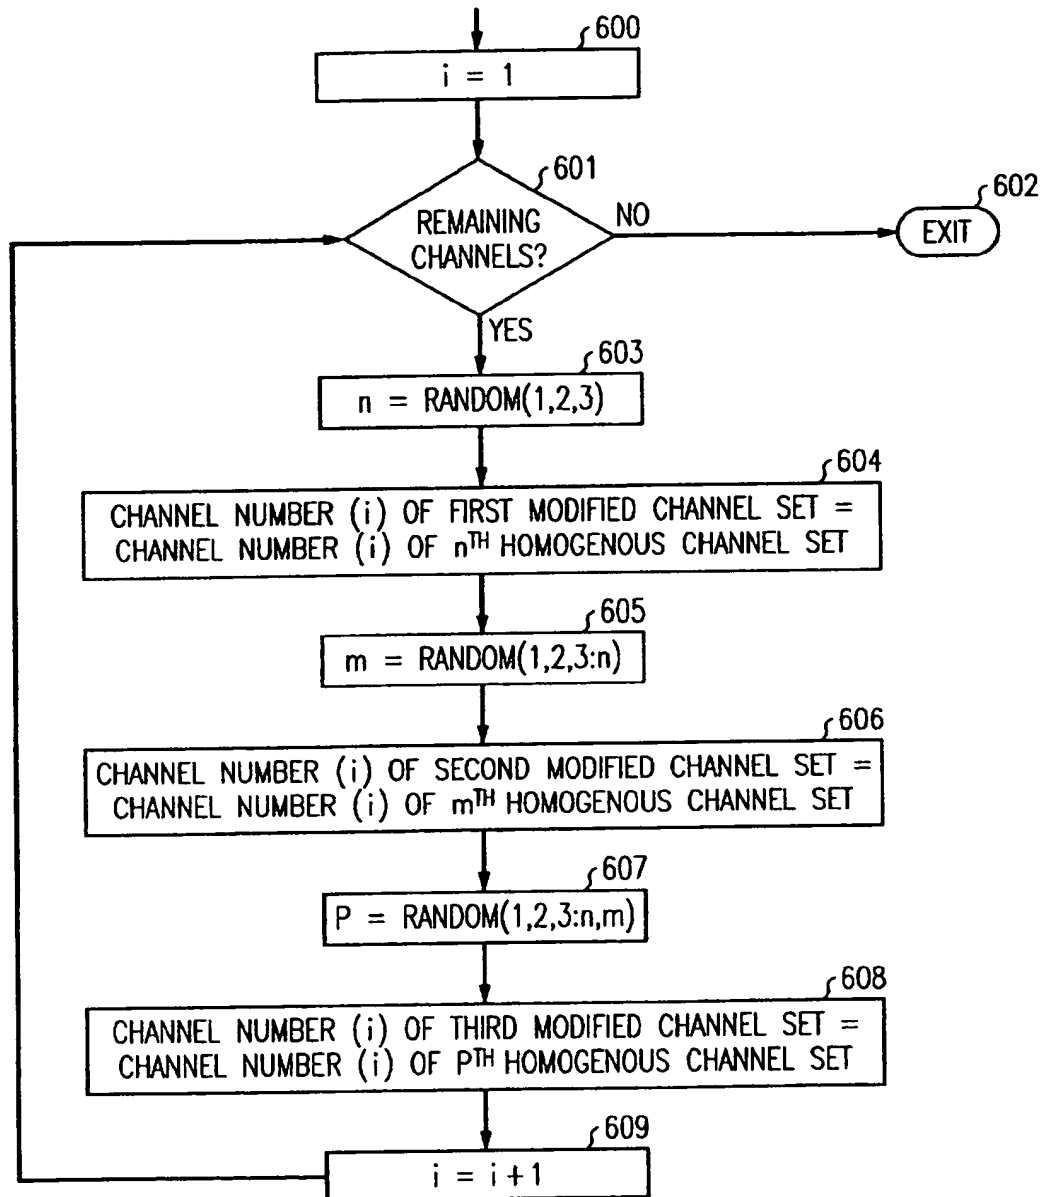 600
i = 1
601
REMAINING
CHANNELS?
NO
602
EXIT
YES
603
n = RANDOM(1,2,3)
604
CHANNEL NUMBER (i) OF FIRST MODIFIED CHANNEL SET =
CHANNEL NUMBER (i) OF nTH HOMOGENOUS CHANNEL SET
605
m = RANDOM(1,2,3:n)
606
CHANNEL NUMBER (i) OF SECOND MODIFIED CHANNEL SET =
CHANNEL NUMBER (i) OF mTH HOMOGENOUS CHANNEL SET
607
P = RANDOM(1,2,3:n,m)
608
CHANNEL NUMBER (i) OF THIRD MODIFIED CHANNEL SET =
CHANNEL NUMBER (i) OF PTH HOMOGENOUS CHANNEL SET
609
i = i+1